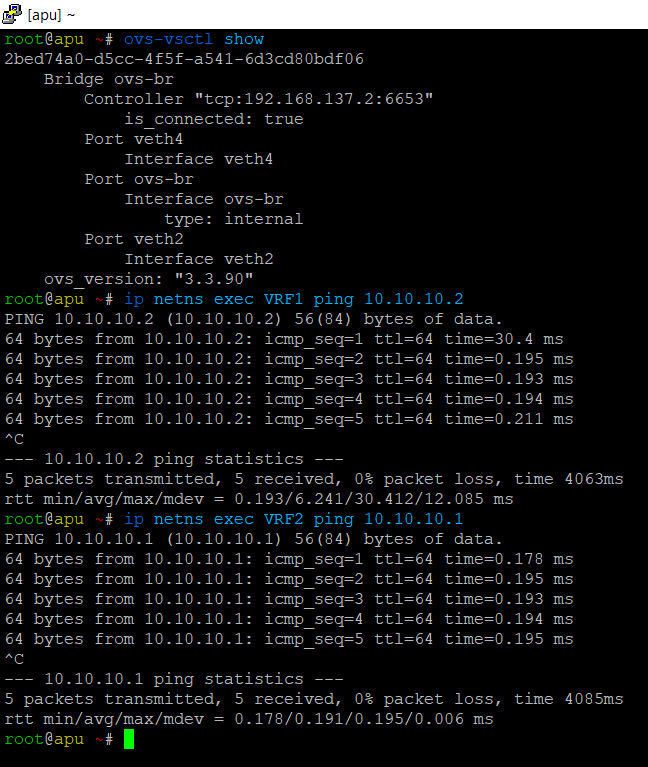 [apu] ~
root@apu ~# ovs-vsctl show
2bed74a0-d5cc-4f5f-a541-6d3cd80bdf06
    Bridge ovs-br
        Controller "tcp:192.168.137.2:6653"
            is_connected: true
        Port veth4
            Interface veth4
        Port ovs-br
            Interface ovs-br
                type: internal
        Port veth2
            Interface veth2
    ovs_version: "3.3.90"
root@apu ~# ip netns exec VRF1 ping 10.10.10.2
PING 10.10.10.2 (10.10.10.2) 56(84) bytes of data.
64 bytes from 10.10.10.2: icmp_seq=1 ttl=64 time=30.4 ms
64 bytes from 10.10.10.2: icmp_seq=2 ttl=64 time=0.195 ms
64 bytes from 10.10.10.2: icmp_seq=3 ttl=64 time=0.193 ms
64 bytes from 10.10.10.2: icmp_seq=4 ttl=64 time=0.194 ms
64 bytes from 10.10.10.2: icmp_seq=5 ttl=64 time=0.211 ms
^C
--- 10.10.10.2 ping statistics ---
5 packets transmitted, 5 received, 0% packet loss, time 4063ms
rtt min/avg/max/mdev = 0.193/6.241/30.412/12.085 ms
root@apu ~# ip netns exec VRF2 ping 10.10.10.1
PING 10.10.10.1 (10.10.10.1) 56(84) bytes of data.
64 bytes from 10.10.10.1: icmp_seq=1 ttl=64 time=0.178 ms
64 bytes from 10.10.10.1: icmp_seq=2 ttl=64 time=0.195 ms
64 bytes from 10.10.10.1: icmp_seq=3 ttl=64 time=0.193 ms
64 bytes from 10.10.10.1: icmp_seq=4 ttl=64 time=0.194 ms
64 bytes from 10.10.10.1: icmp_seq=5 ttl=64 time=0.195 ms
^C
--- 10.10.10.1 ping statistics ---
5 packets transmitted, 5 received, 0% packet loss, time 4085ms
rtt min/avg/max/mdev = 0.178/0.191/0.195/0.006 ms
root@apu ~#